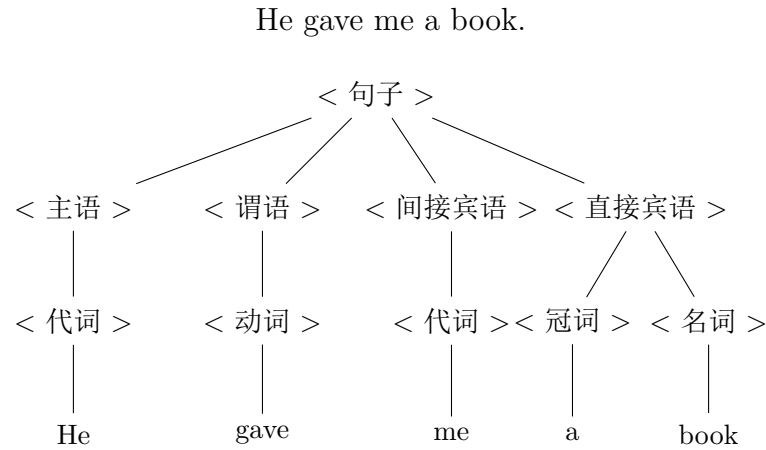 He gave me a book.
< 句子 >
< 主语 > < 谓语 > < 间接宾语 > < 直接宾语 >
< 代词 > < 动词 > < 代词 > < 冠词 > < 名词 >
He gave me a book